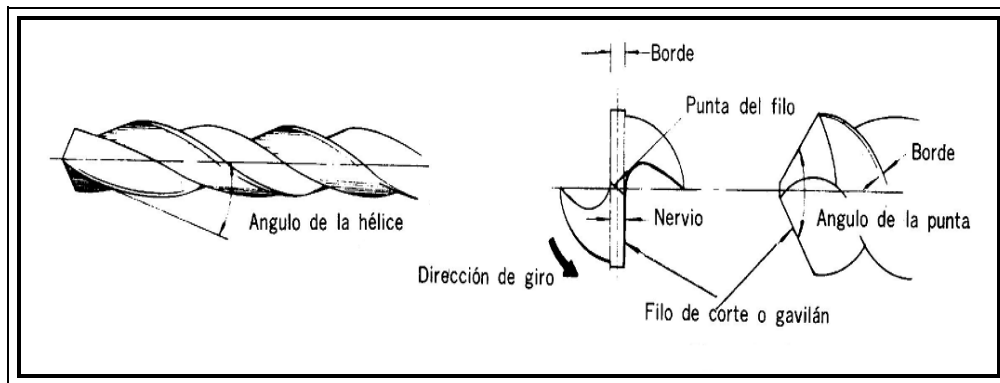 Borde
Punta del filo
Borde
Angulo de la hélice
Nervio
Angulo de la punta
Dirección de giro
Filo de corte o gavilán